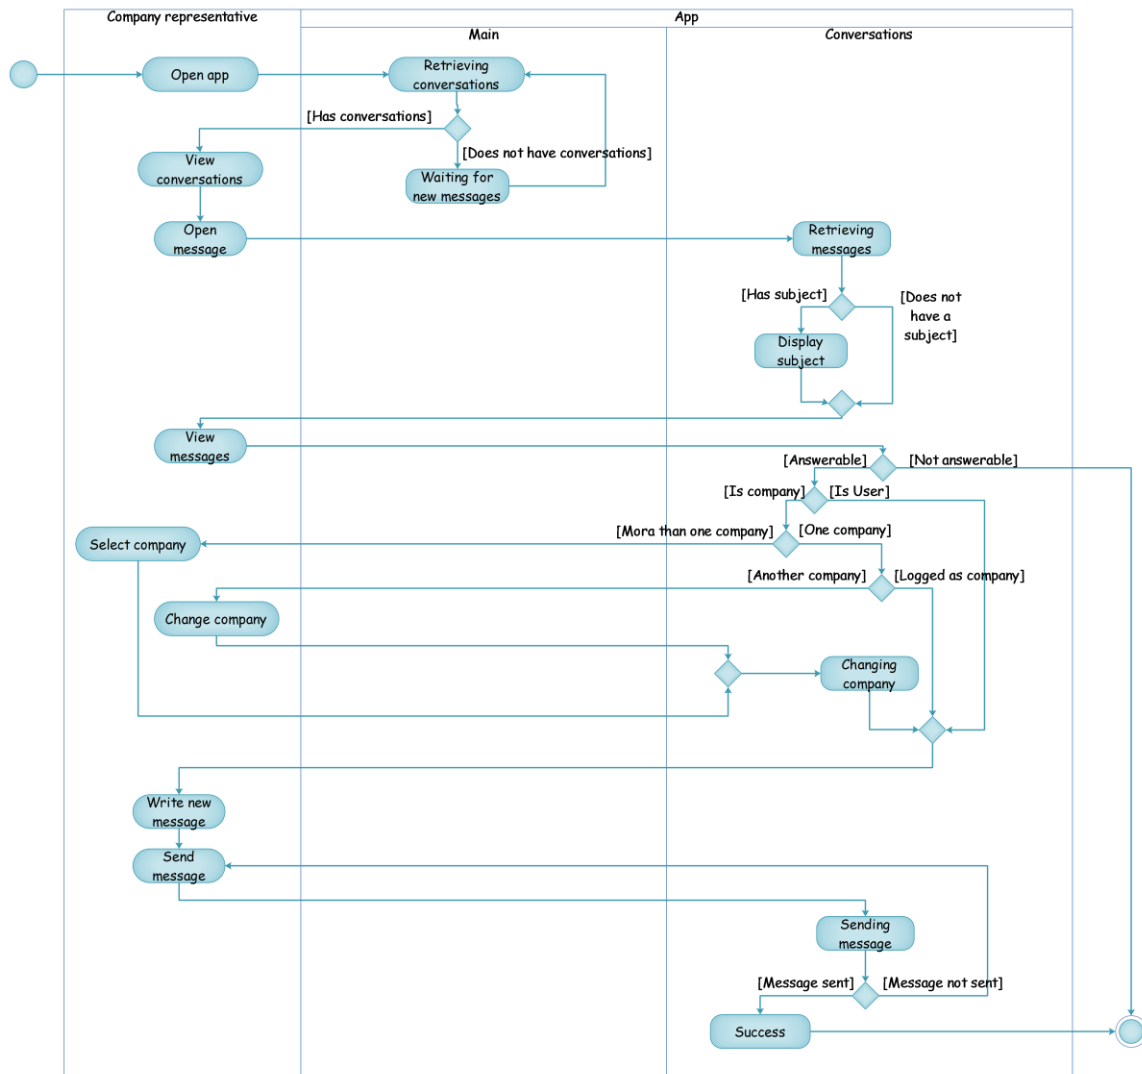 Company representative
App
Main
Conversations
Open app
Retrieving
conversations
[Has conversations]
[Does not have conversations]
View
conversations
Waiting for
new messages
Open
message
Retrieving
messages
[Has subject]
[Does not
have a
subject]
Display
subject
View
messages
[Answerable]
[Not answerable]
[Is company]
[Is User]
[Mora than one company]
[One company]
Select company
[Another company]
[Logged as company]
Change company
Changing
company
Write new
message
Send
message
Sending
message
[Message sent]
[Message not sent]
Success